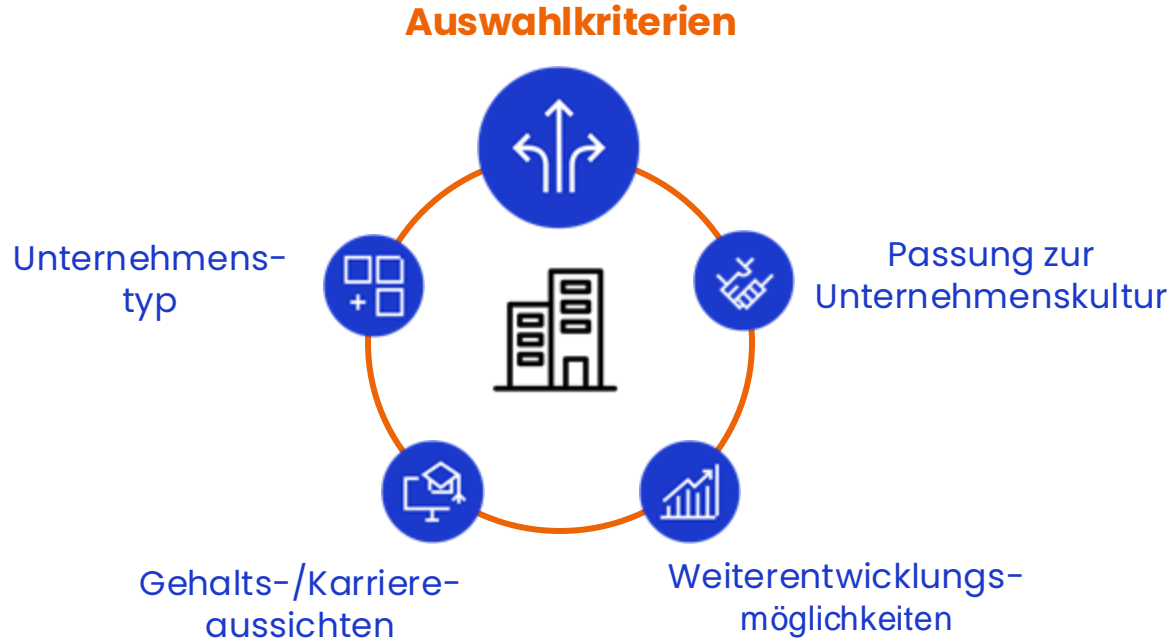 Auswahlkriterien
Unternehmens-
typ
Passung zur
Unternehmenskultur
Gehalts-/Karriere-
aussichten
Weiterentwicklungs-
möglichkeiten